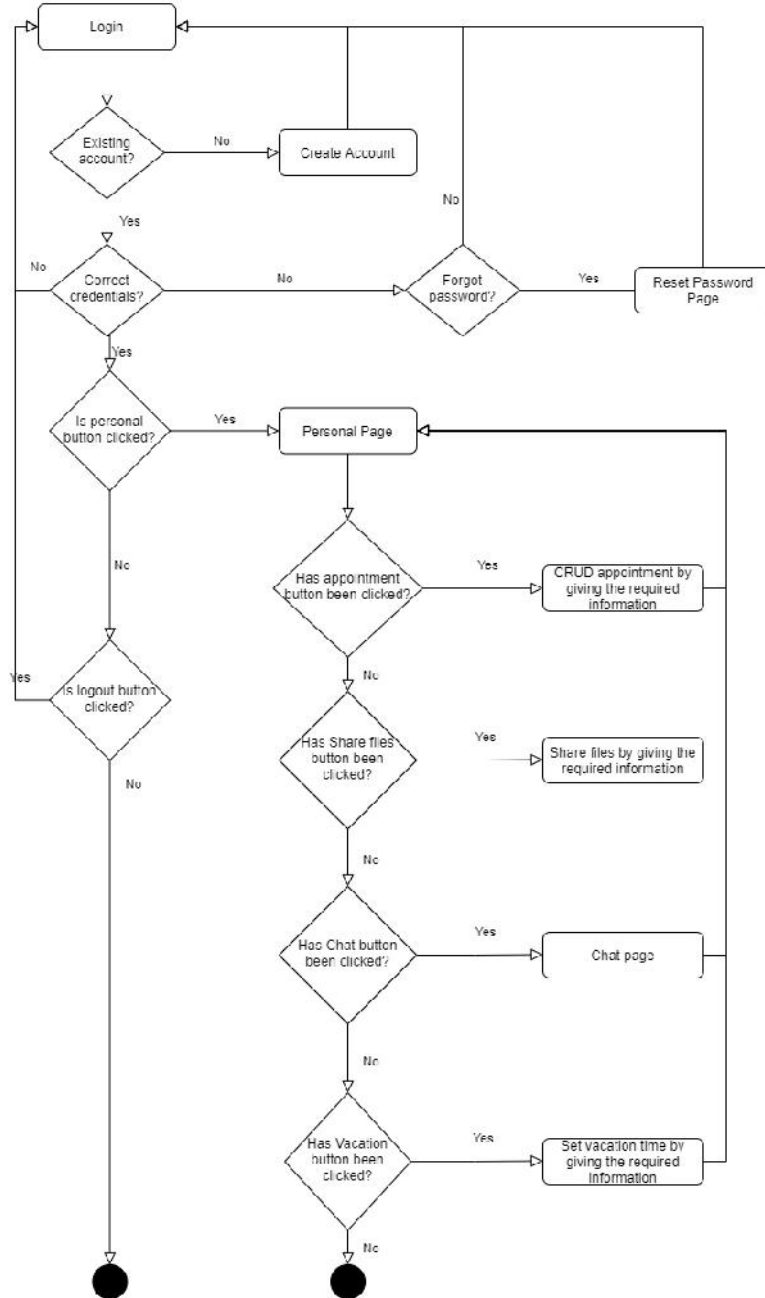 Login
Existing
account?
No
Create Account
Yes
No
No
Correct
credentials?
No
Forgot
password?
Yes
Reset Password
Page
Yes
Is personal
button clicked?
Yes
Personal Page
No
Has appointment
button been clicked?
Yes
CRUD appointment by
giving the required
information
No
Yes
Is logout button
clicked?
No
Has Share files
button been
clicked?
Yes
Share files by giving the
required information
No
Has Chat button
been clicked?
Yes
Chat page
No
Has Vacation
button been
clicked?
Yes
Set vacation time by
giving the required
information
No